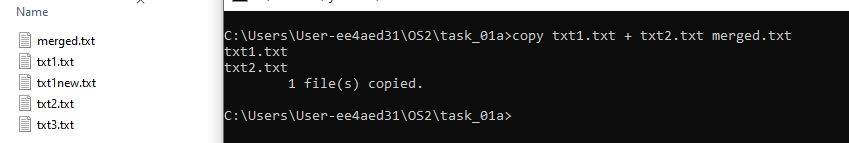 Name
merged.txt
txt1.txt
txt1new.txt
txt2.txt
txt3.txt
C:\Users\User-ee4aed31\OS2\task_01a>copy txt1.txt + txt2.txt merged.txt
txt1.txt
txt2.txt
        1 file(s) copied.
C:\Users\User-ee4aed31\OS2\task_01a>